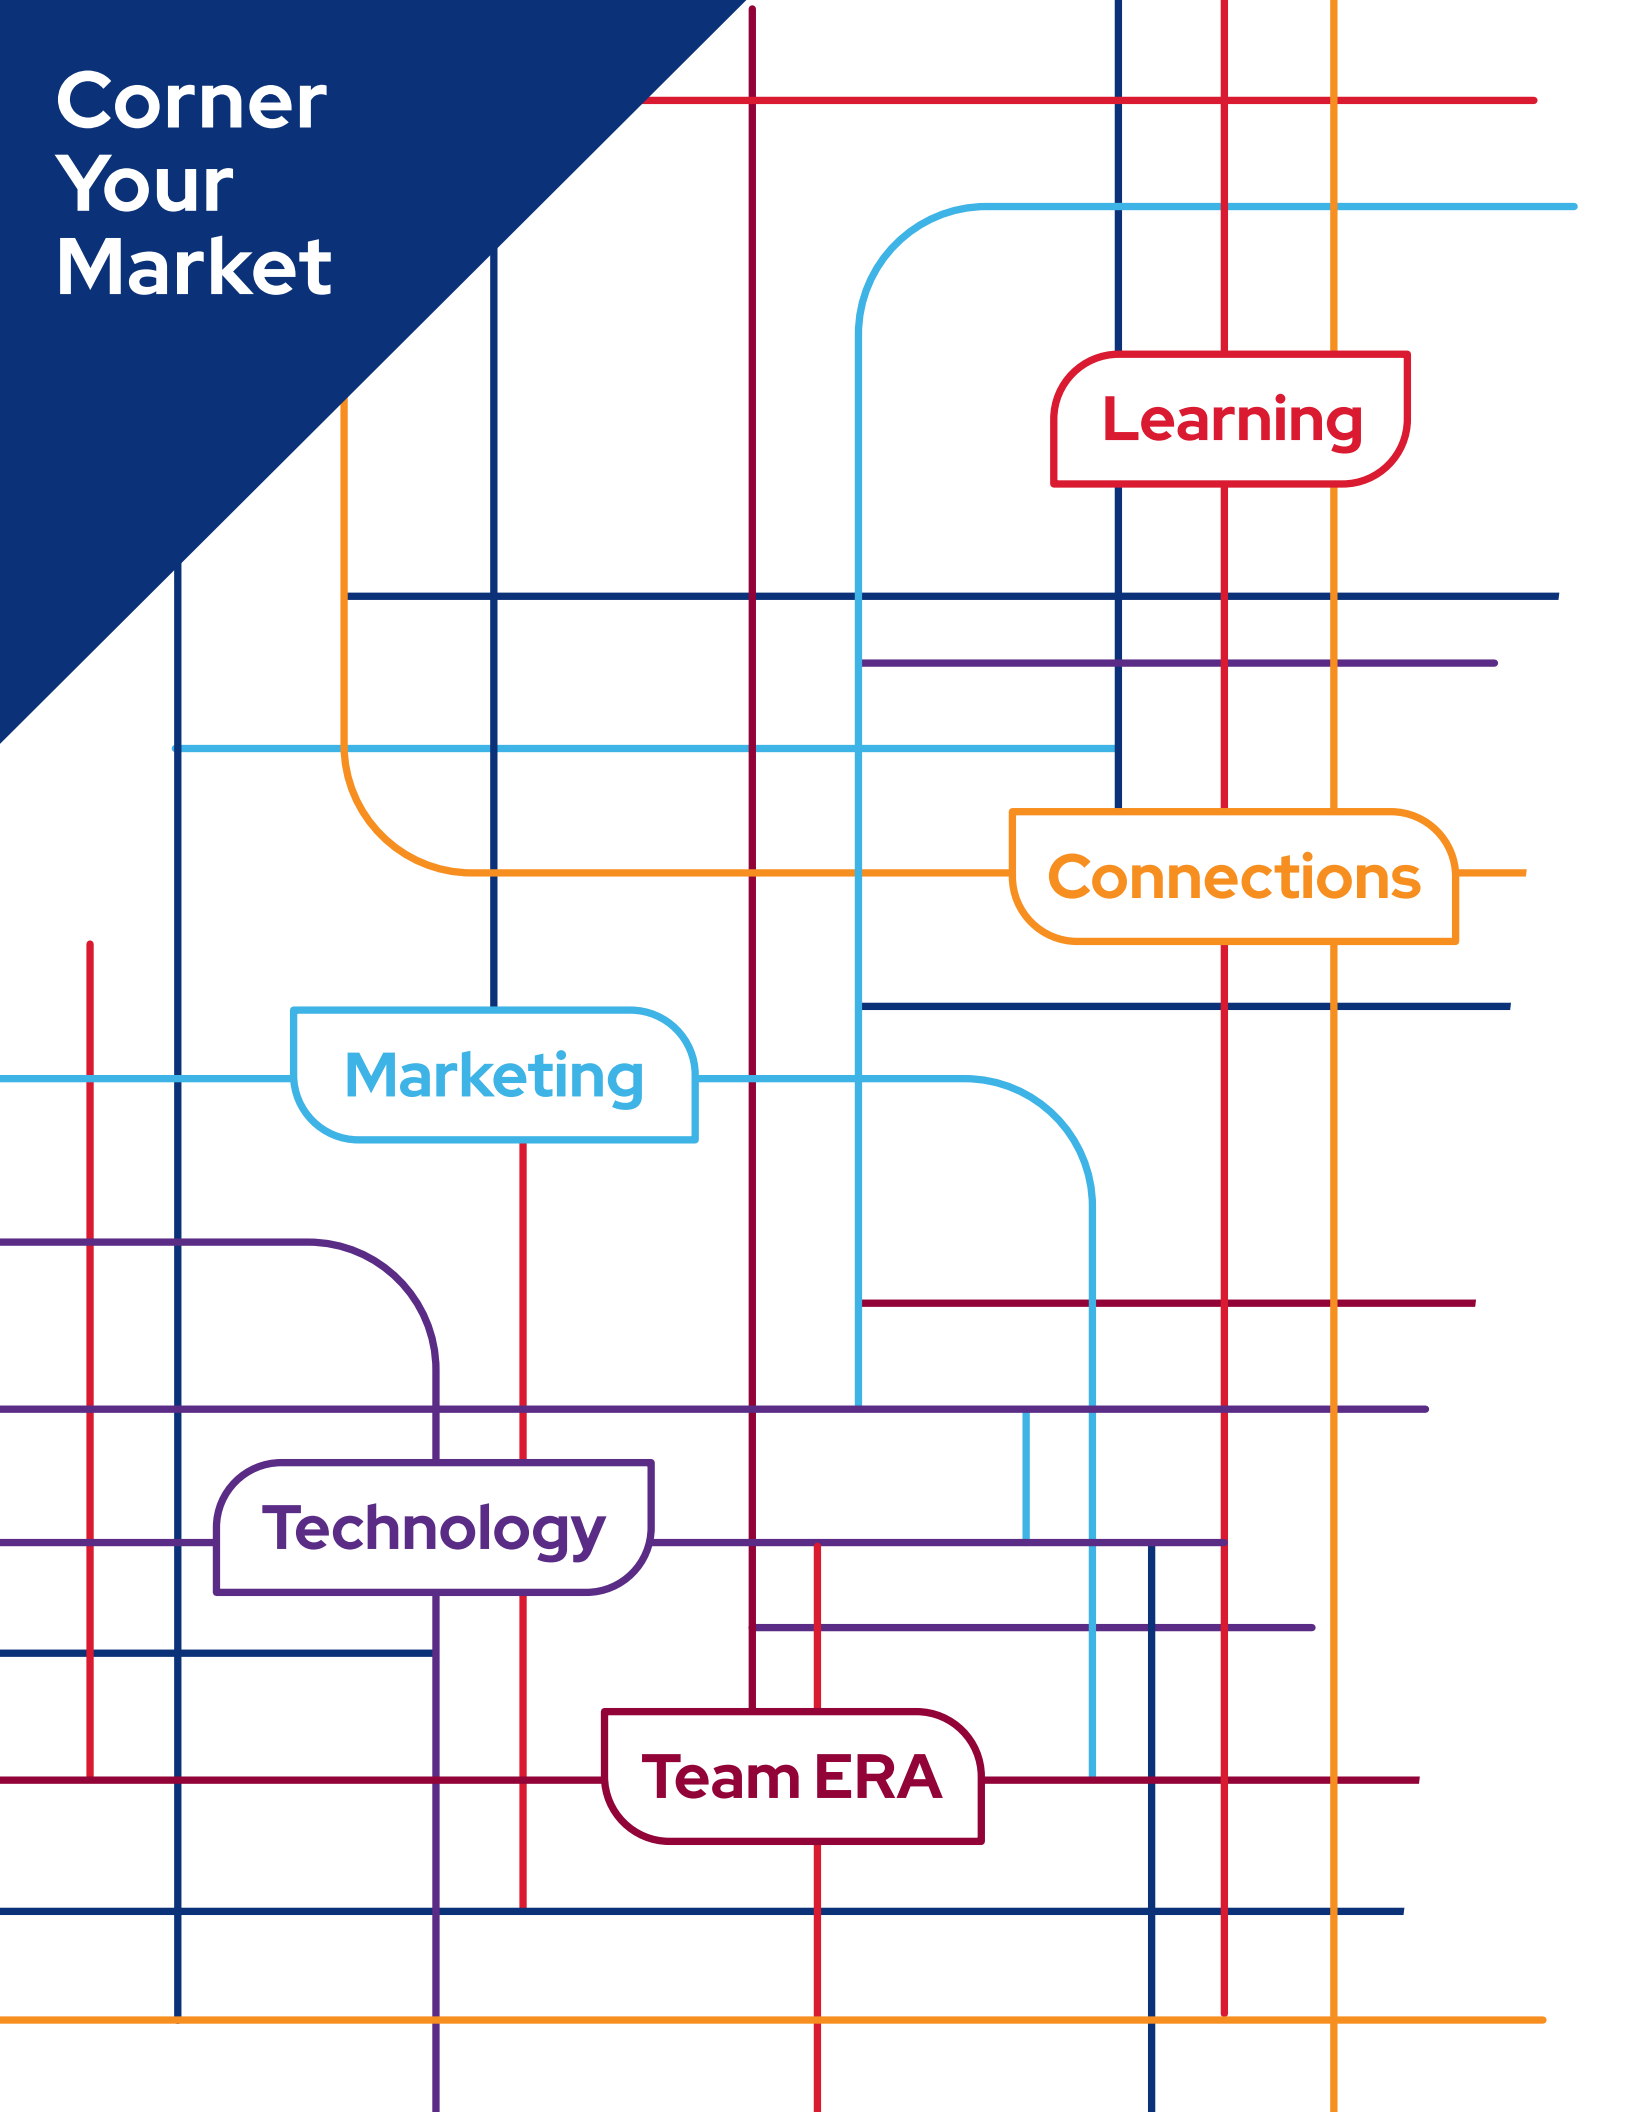 Corner
Your
Market
Learning
Connections
Marketing
Technology
Team ERA